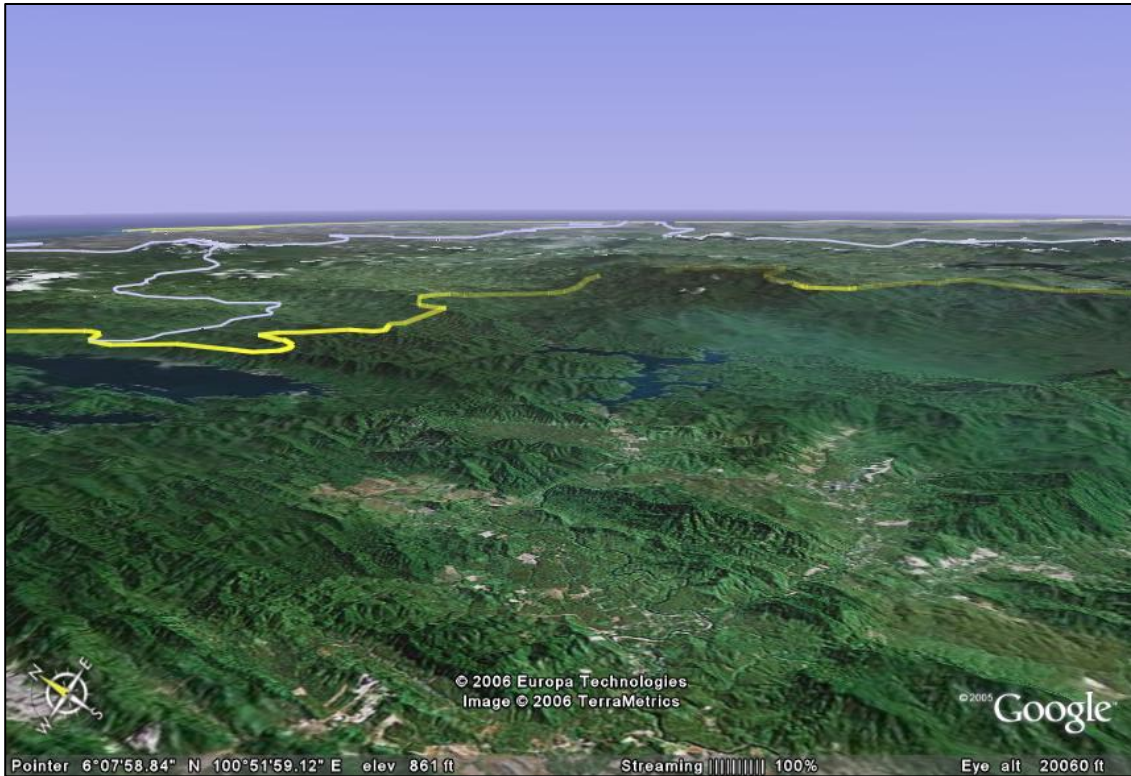 N
E
S
W
© 2006 Europa Technologies
Image © 2006 TerraMetrics
©2005 Google
Pointer 6°07'58.84" N 100°51'59.12" E elev 861 ft Streaming ||||||||| 100% Eye alt 20060 ft